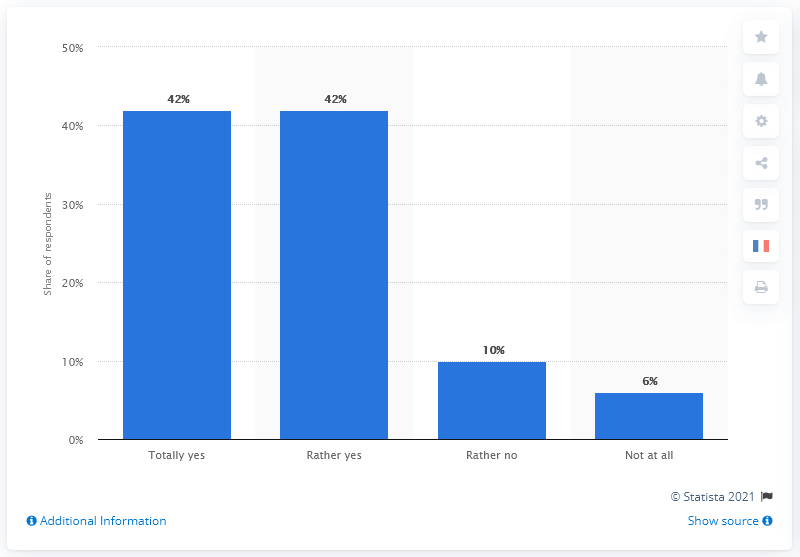 50%
42%
42%
40%
30%
Share of respondents
20%
10%
10%
6%
0%
Totally yes
Rather yes
Rather no
Not at all
© Statista 2021
Additional Information
Show source